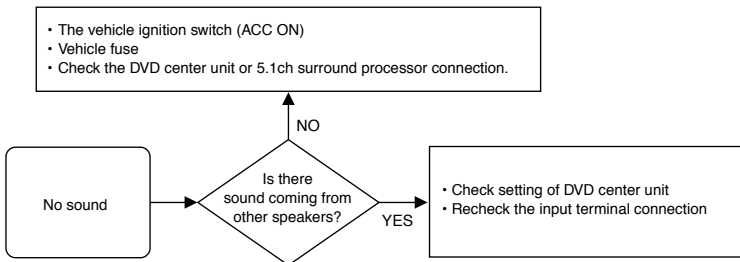 • The vehicle ignition switch (ACC ON)
• Vehicle fuse
• Check the DVD center unit or 5.1ch surround processor connection.
NO
No sound
Is there
sound coming from
other speakers?
YES
• Check setting of DVD center unit
• Recheck the input terminal connection